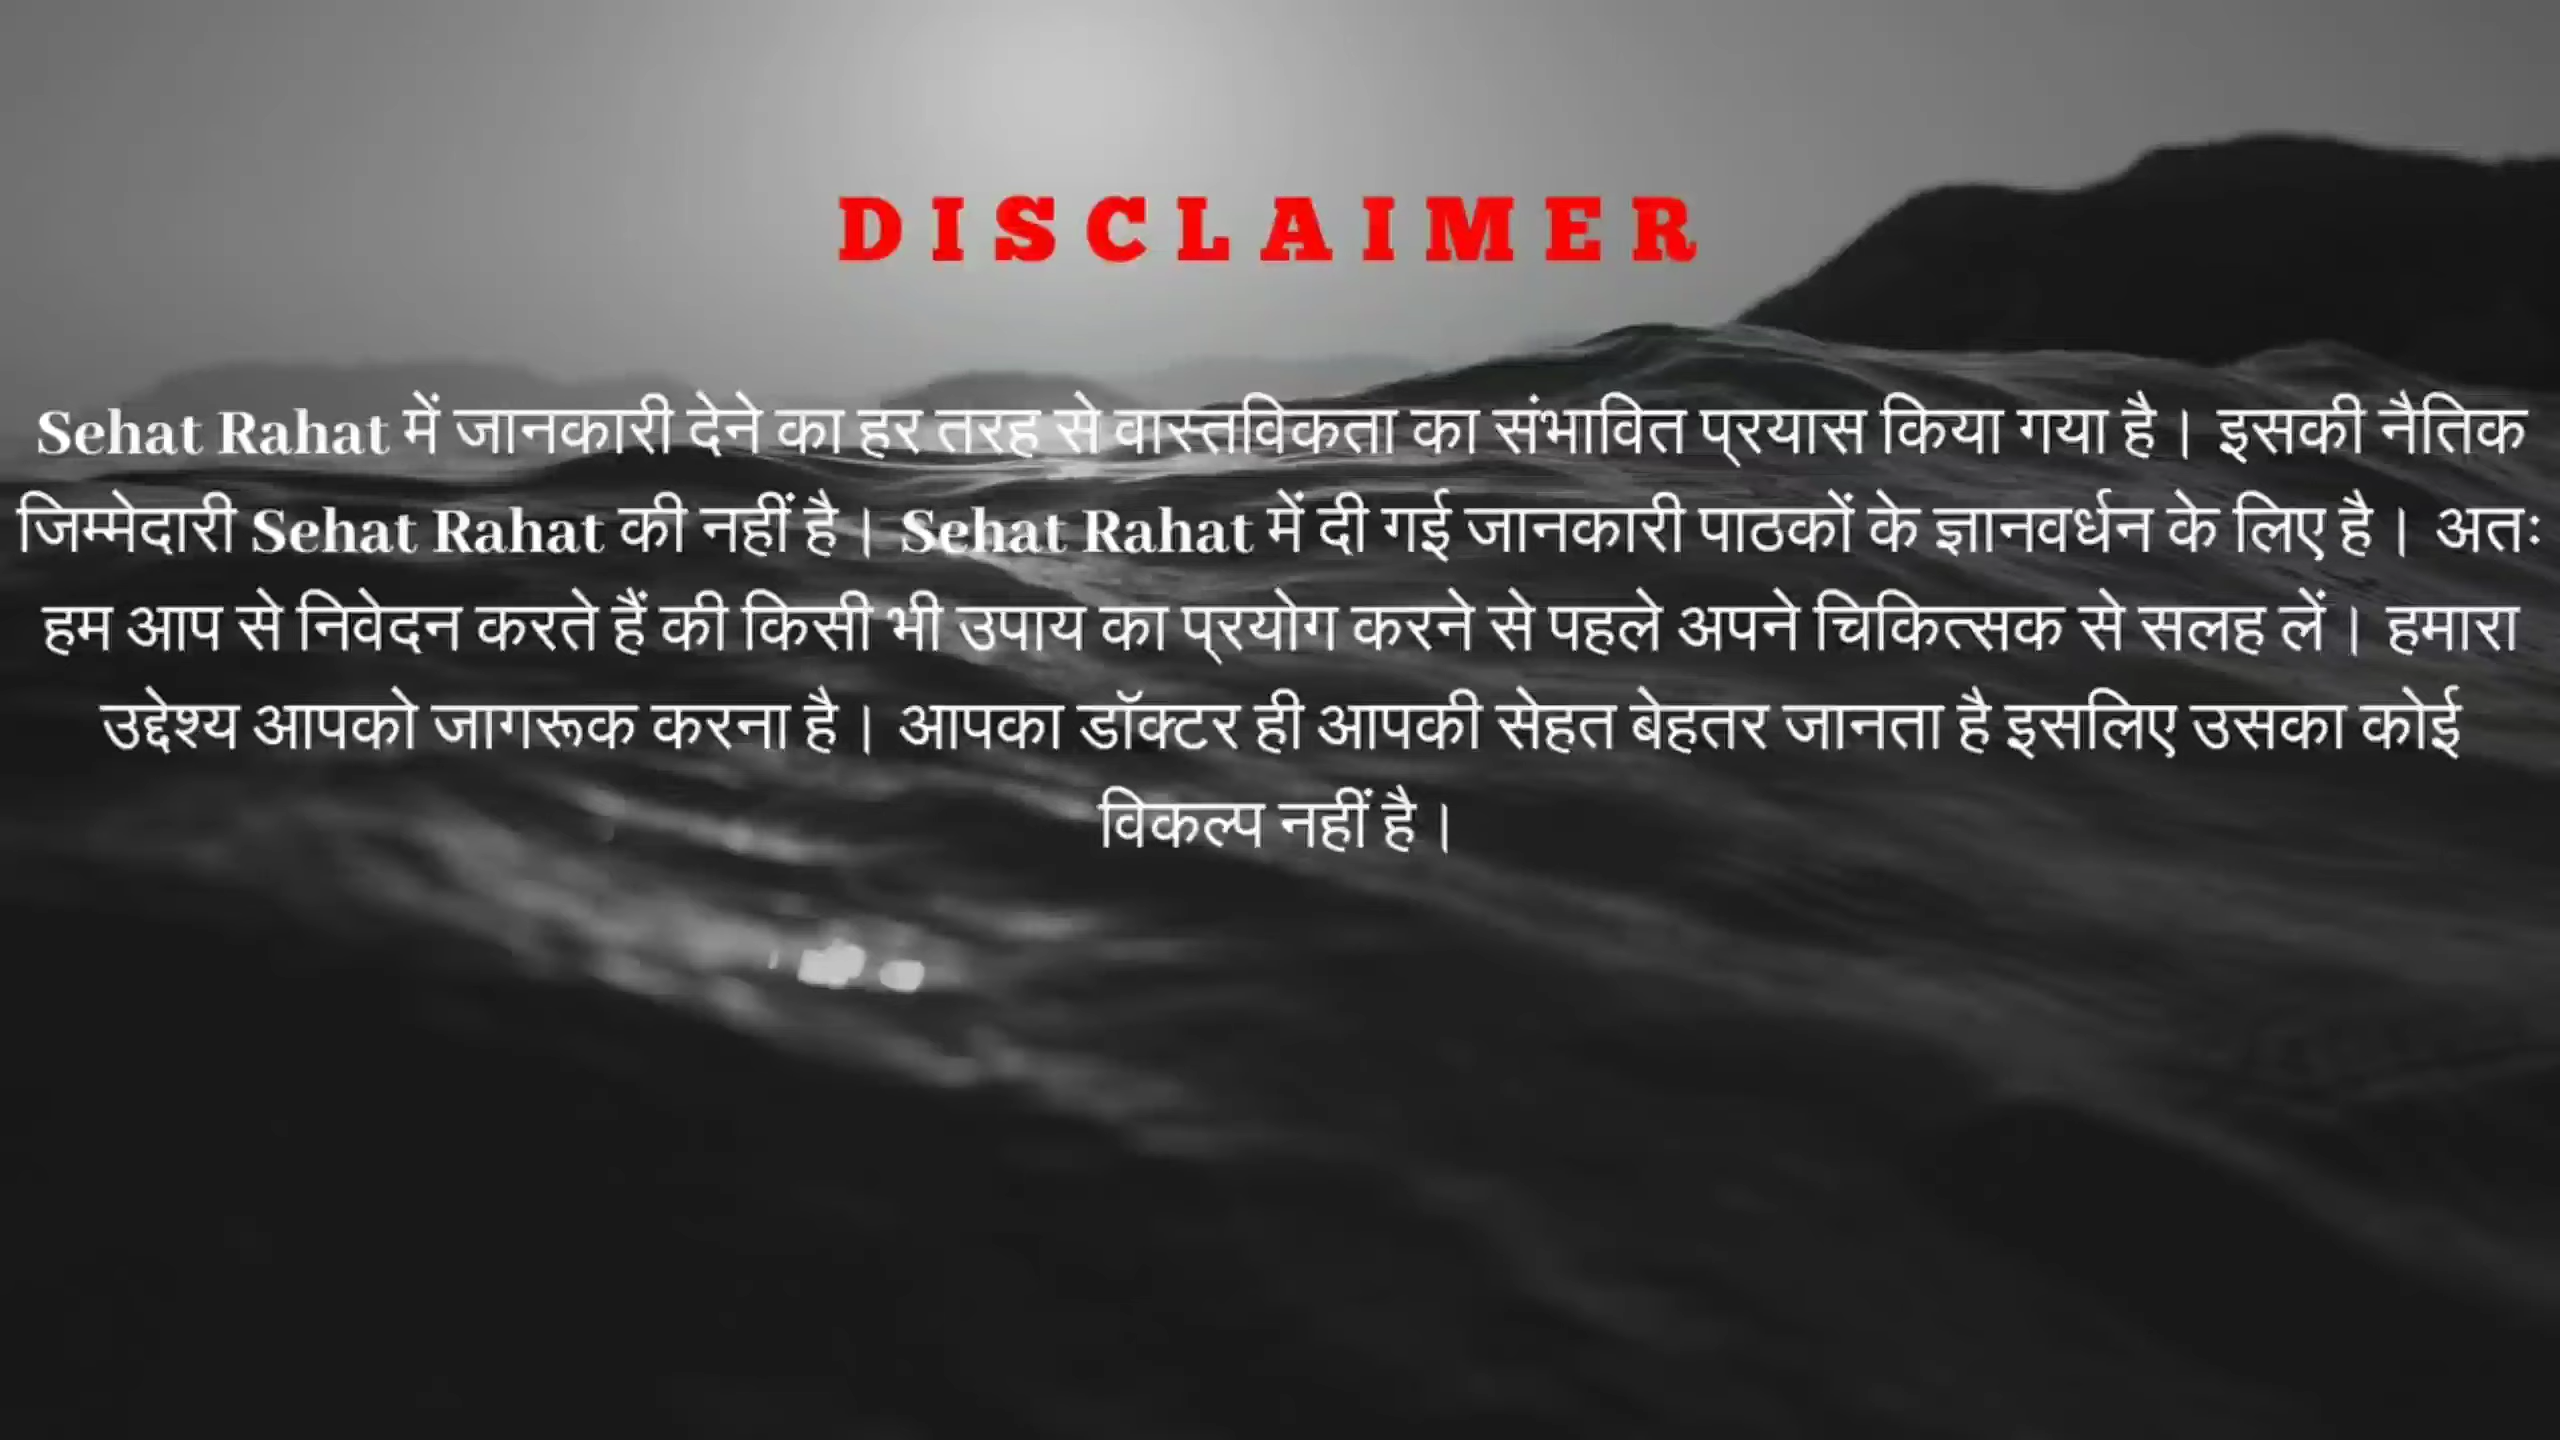 DISCLAIMER
Sehat Rahat में जानकारी देने का हर तरह से वास्तविकता का संभावित प्रयास किया गया है। इसकी नैतिक
जिम्मेदारी Sehat Rahat की नहीं है। Sehat Rahat में दी गई जानकारी पाठकों के ज्ञानवर्धन के लिए है। अतः
हम आप से निवेदन करते हैं की किसी भी उपाय का प्रयोग करने से पहले अपने चिकित्सक से सलह लें। हमारा
उद्देश्य आपको जागरूक करना है। आपका डॉक्टर ही आपकी सेहत बेहतर जानता है इसलिए उसका कोई
विकल्प नहीं है।